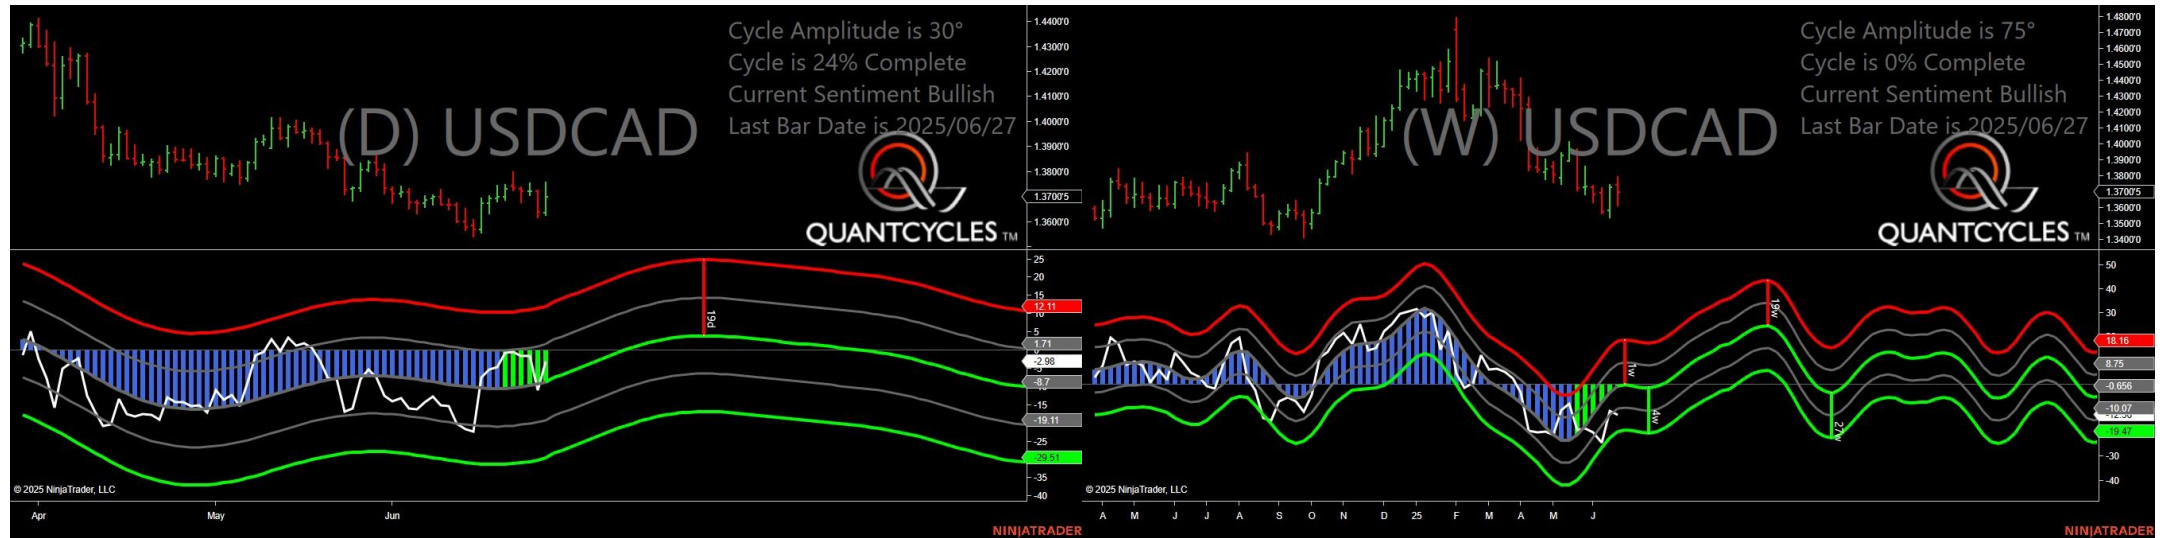 Cycle Amplitude is 30°
Cycle is 24% Complete
Current Sentiment Bullish
Last Bar Date is 2025/06/27
(D) USDCAD
QUANTCYCLES TM
1.4400'0
1.4300'0
1.4200'0
1.4100'0
1.4000'0
1.3900'0
1.3800'0
1.3700'5
1.3600'0
25
20
15
12.11
10
5
1.71
-2.98
-5
-8.7
-15
-19.11
-25
-29.51
-35
-40
19d
© 2025 NinjaTrader, LLC
Apr May Jun
NINJATRADER
Cycle Amplitude is 75°
Cycle is 0% Complete
Current Sentiment Bullish
Last Bar Date is 2025/06/27
(W) USDCAD
QUANTCYCLES TM
1.4800'0
1.4700'0
1.4600'0
1.4500'0
1.4400'0
1.4300'0
1.4200'0
1.4100'0
1.4000'0
1.3900'0
1.3800'0
1.3700'5
1.3600'0
1.3500'0
1.3400'0
50
40
30
18.16
8.75
-0.656
-10.07
-19.47
-30
-40
1w
4w
19w
27w
© 2025 NinjaTrader, LLC
A M J J A S O N D 25 F M A M J
NINJATRADER